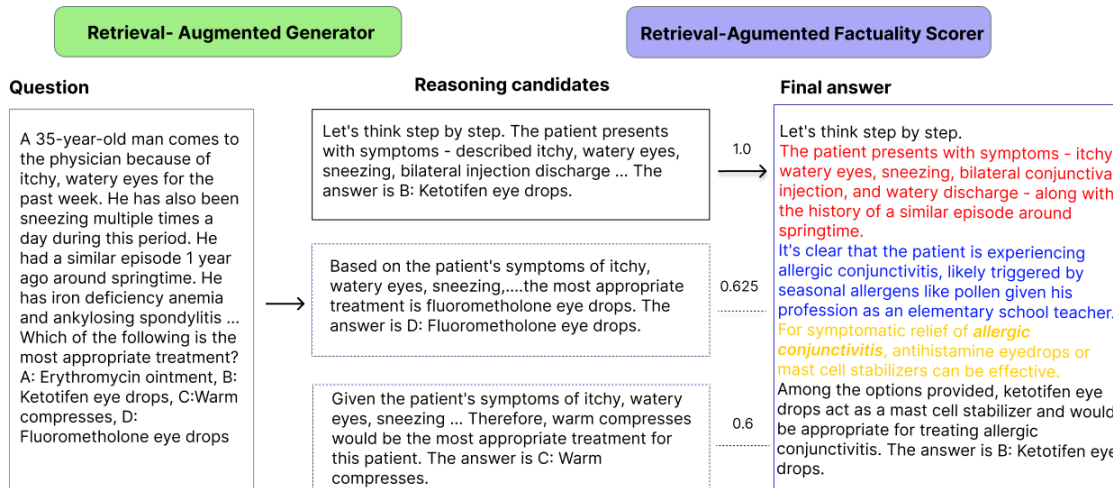 Retrieval- Augmented Generator
Retrieval-Agumented Factuality Scorer
Question
Reasoning candidates
Final answer
A 35-year-old man comes to
the physician because of
itchy, watery eyes for the
past week. He has also been
sneezing multiple times a
day during this period. He
had a similar episode 1 year
ago around springtime. He
has iron deficiency anemia
and ankylosing spondylitis ...
Which of the following is the
most appropriate treatment?
A: Erythromycin ointment, B:
Ketotifen eye drops, C:Warm
compresses, D:
Fluorometholone eye drops
Let's think step by step. The patient presents
with symptoms - described itchy, watery eyes,
sneezing, bilateral injection discharge ... The
answer is B: Ketotifen eye drops.
1.0
Based on the patient's symptoms of itchy,
watery eyes, sneezing,....the most appropriate
treatment is fluorometholone eye drops. The
answer is D: Fluorometholone eye drops.
0.625
Given the patient's symptoms of itchy, watery
eyes, sneezing ... Therefore, warm compresses
would be the most appropriate treatment for
this patient. The answer is C: Warm
compresses.
0.6
Let's think step by step.
The patient presents with symptoms - itchy
watery eyes, sneezing, bilateral conjunctiva
injection, and watery discharge - along with
the history of a similar episode around
springtime.
It's clear that the patient is experiencing
allergic conjunctivitis, likely triggered by
seasonal allergens like pollen given his
profession as an elementary school teacher.
For symptomatic relief of allergic
conjunctivitis, antihistamine eyedrops or
mast cell stabilizers can be effective.
Among the options provided, ketotifen eye
drops act as a mast cell stabilizer and would
be appropriate for treating allergic
conjunctivitis. The answer is B: Ketotifen eye
drops.